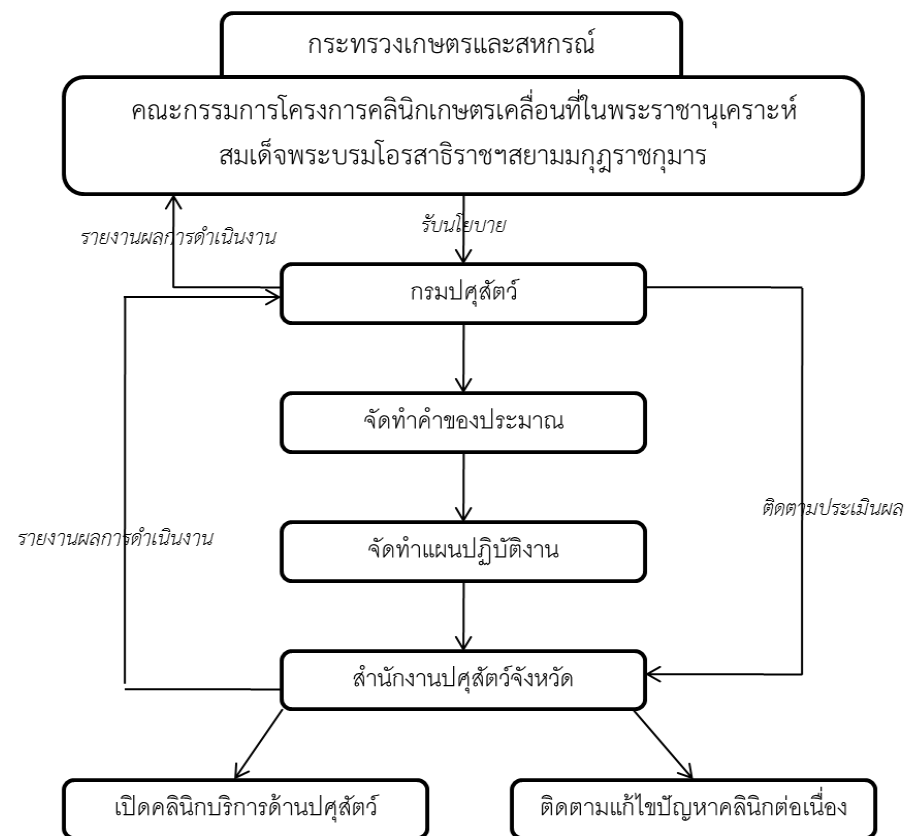 กระทรวงเกษตรและสหกรณ์
คณะกรรมการโครงการคลินิกเกษตรเคลื่อนที่ในพระราชานุเคราะห์
สมเด็จพระบรมโอรสาธิราชฯสยามมกุฎราชกุมาร
รับนโยบาย
รายงานผลการดำเนินงาน
กรมปศุสัตว์
จัดทำคำของประมาณ
ติดตามประเมินผล
รายงานผลการดำเนินงาน
จัดทำแผนปฏิบัติงาน
สำนักงานปศุสัตว์จังหวัด
เปิดคลินิกบริการด้านปศุสัตว์
ติดตามแก้ไขปัญหาคลินิกต่อเนื่อง